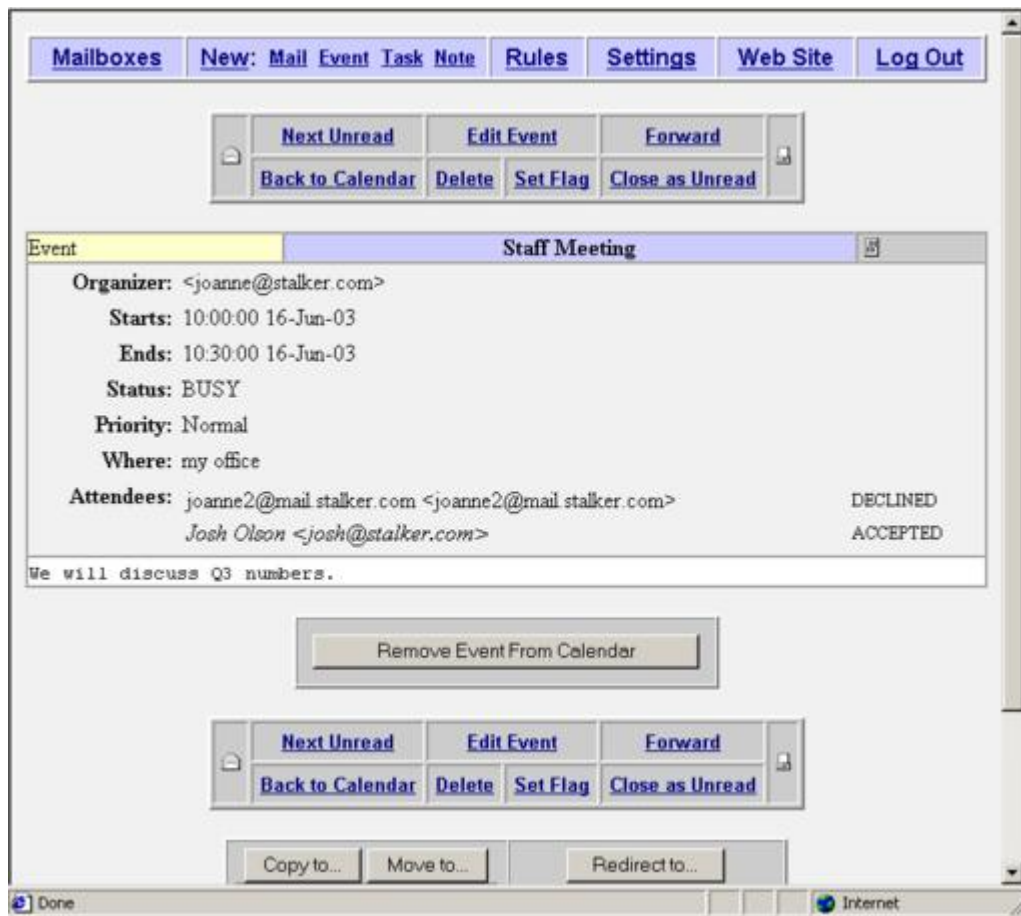 Mailboxes New: Mail Event Task Note Rules Settings Web Site Log Out
Next Unread Edit Event Forward
Back to Calendar Delete Set Flag Close as Unread
Event Staff Meeting
Organizer: <joanne@stalker.com>
Starts: 10:00:00 16-Jun-03
Ends: 10:30:00 16-Jun-03
Status: BUSY
Priority: Normal
Where: my office
Attendees: joanne2@mail.stalker.com <joanne2@mail.stalker.com> DECLINED
Josh Olson <josh@stalker.com> ACCEPTED
We will discuss Q3 numbers.
Remove Event From Calendar
Next Unread Edit Event Forward
Back to Calendar Delete Set Flag Close as Unread
Copy to... Move to... Redirect to...
Done Internet